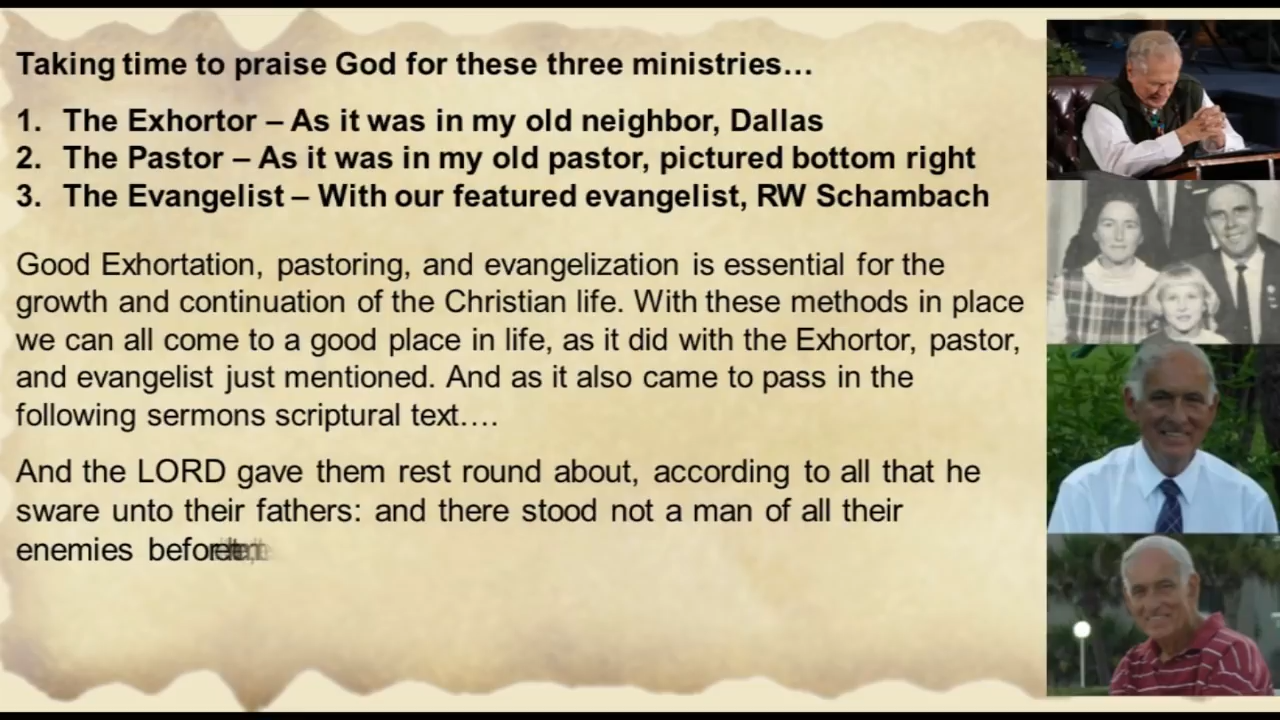 Taking time to praise God for these three ministries…
1. The Exhortor – As it was in my old neighbor, Dallas
2. The Pastor – As it was in my old pastor, pictured bottom right
3. The Evangelist – With our featured evangelist, RW Schambach
Good Exhortation, pastoring, and evangelization is essential for the
growth and continuation of the Christian life. With these methods in place
we can all come to a good place in life, as it did with the Exhortor, pastor,
and evangelist just mentioned. And as it also came to pass in the
following sermons scriptural text….
And the LORD gave them rest round about, according to all that he
sware unto their fathers: and there stood not a man of all their
enemies